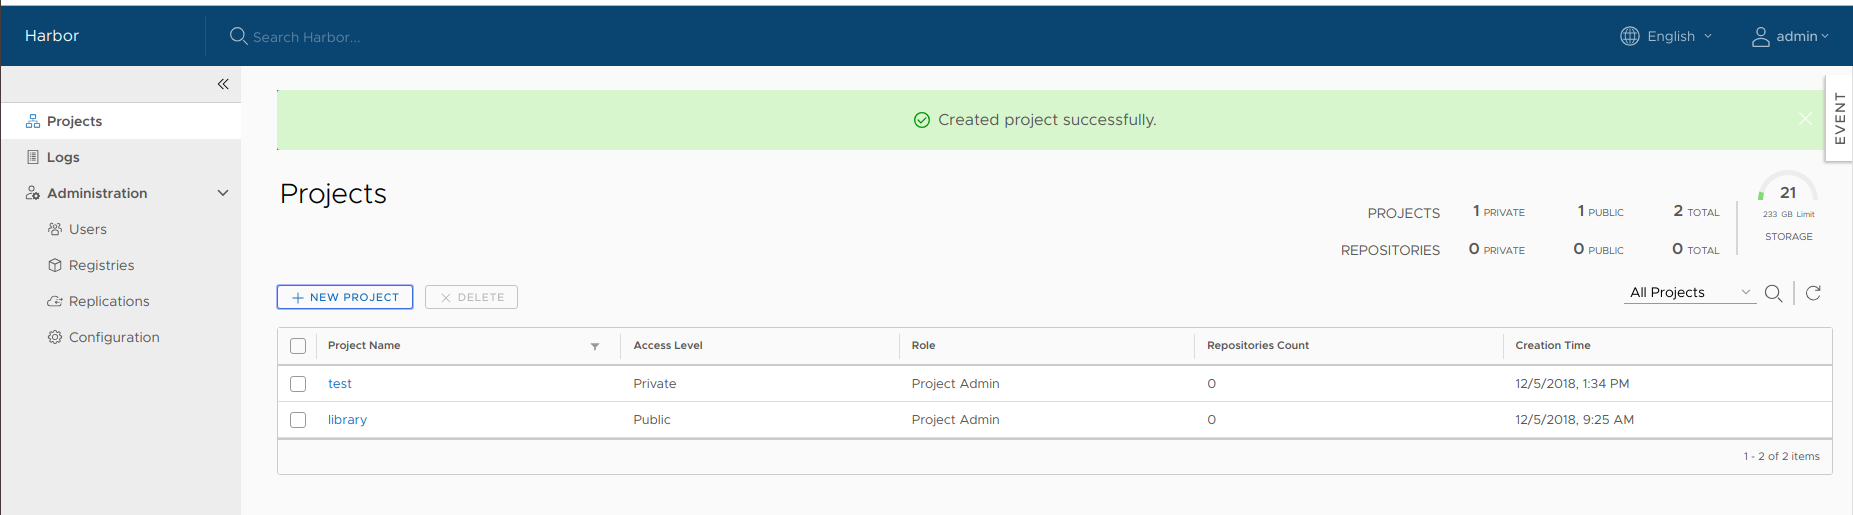 Harbor
Search Harbor...
English
admin
EVENT
Projects
Logs
Administration
Users
Registries
Replications
Configuration
Created project successfully.
Projects
PROJECTS 1 PRIVATE 1 PUBLIC 2 TOTAL
REPOSITORIES 0 PRIVATE 0 PUBLIC 0 TOTAL
21
233 GB Limit
STORAGE
NEW PROJECT DELETE
All Projects
Project Name Access Level Role Repositories Count Creation Time
test Private Project Admin 0 12/5/2018, 1:34 PM
library Public Project Admin 0 12/5/2018, 9:25 AM
1 - 2 of 2 items